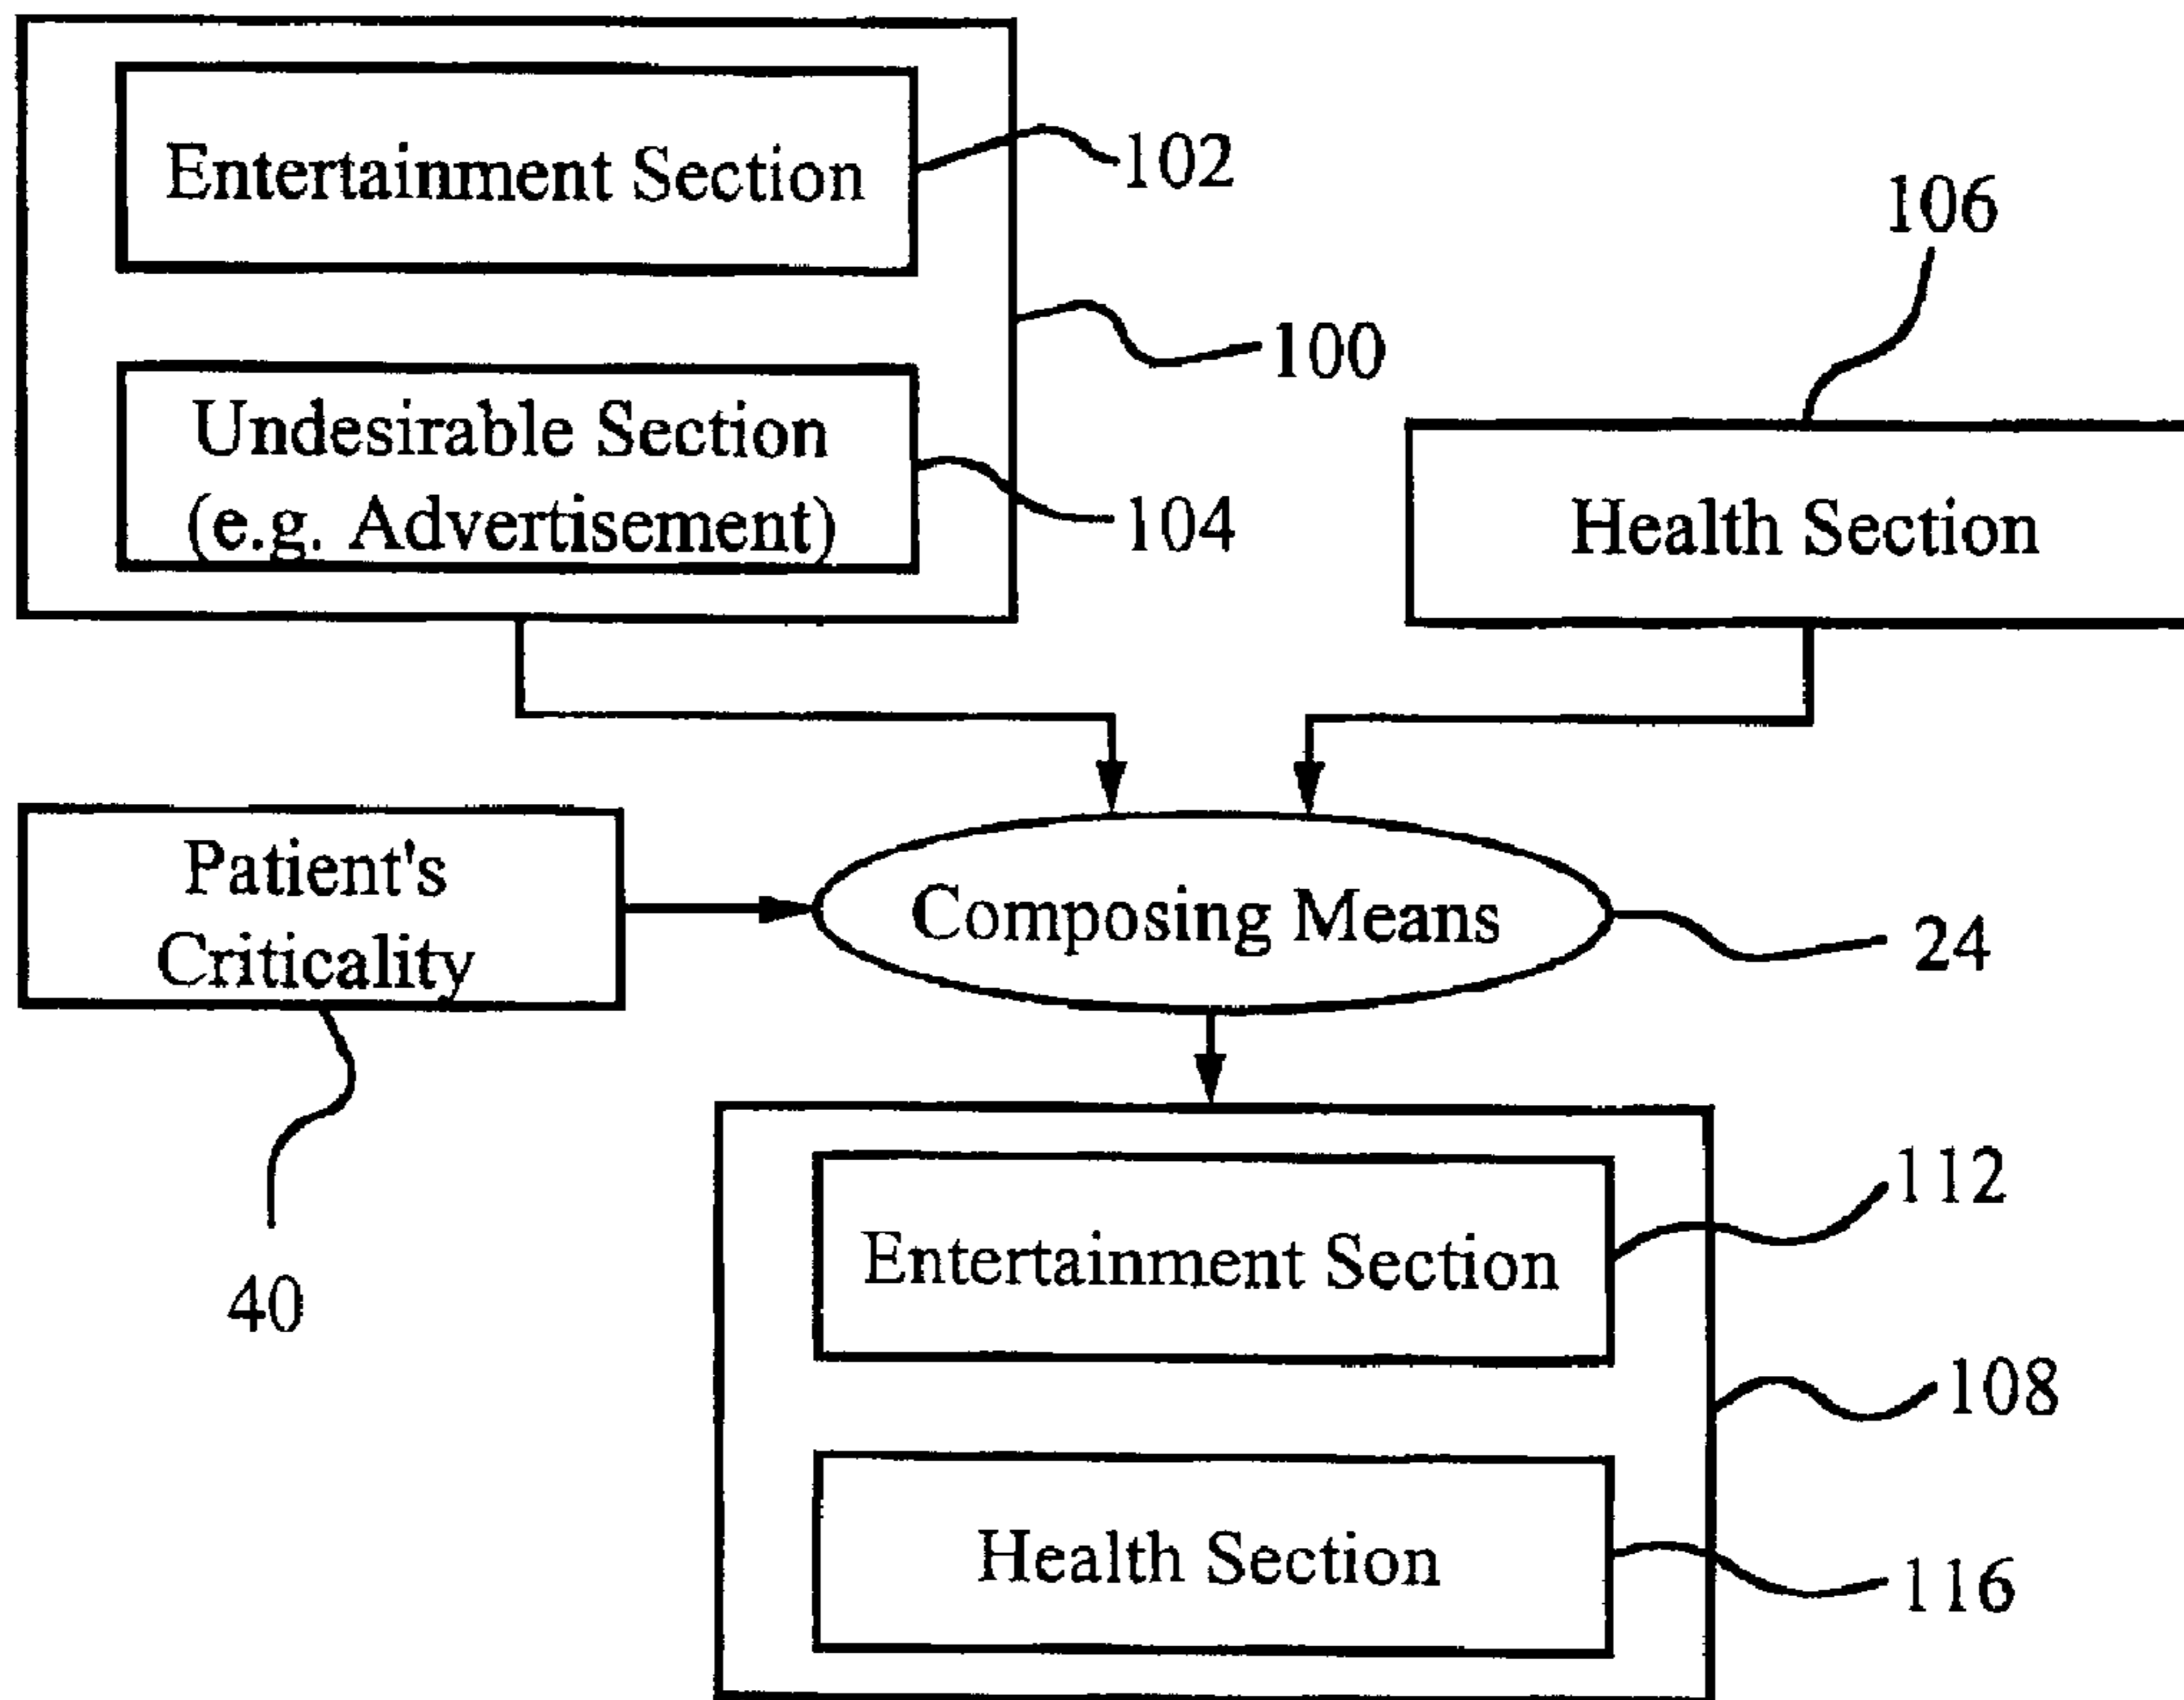 Entertainment Section
102
106
100
Undesirable Section
(e.g. Advertisement)
104
Health Section
Patient's
Criticality
Composing Means
24
40
Entertainment Section
112
108
Health Section
116